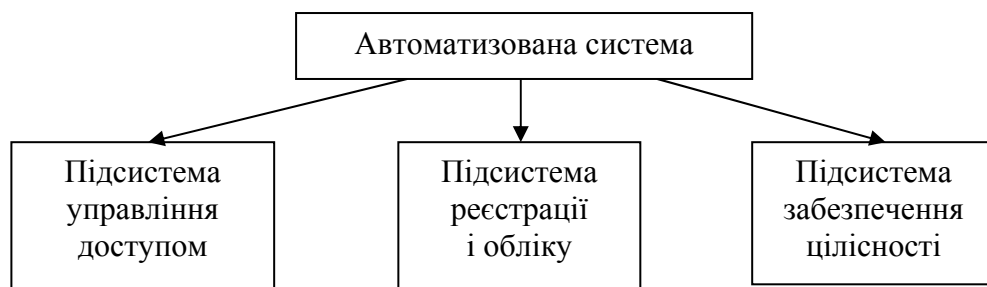 Автоматизована система
Підсистема
управління
доступом
Підсистема
реєстрації
і обліку
Підсистема
забезпечення
цілісності